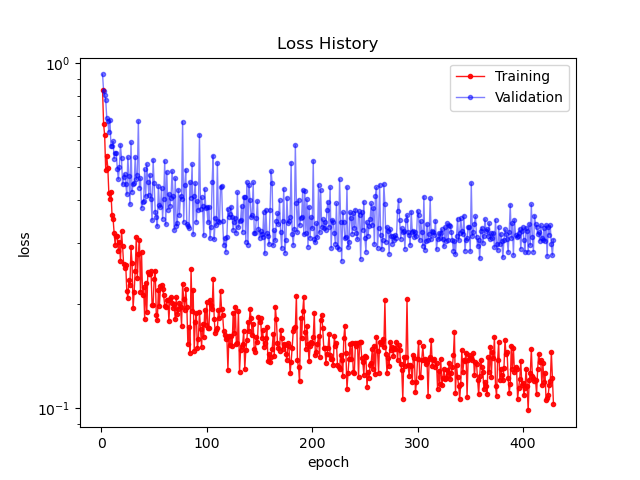 Loss History
10⁰
10⁻¹
loss
Training
Validation
0 100 200 300 400
epoch